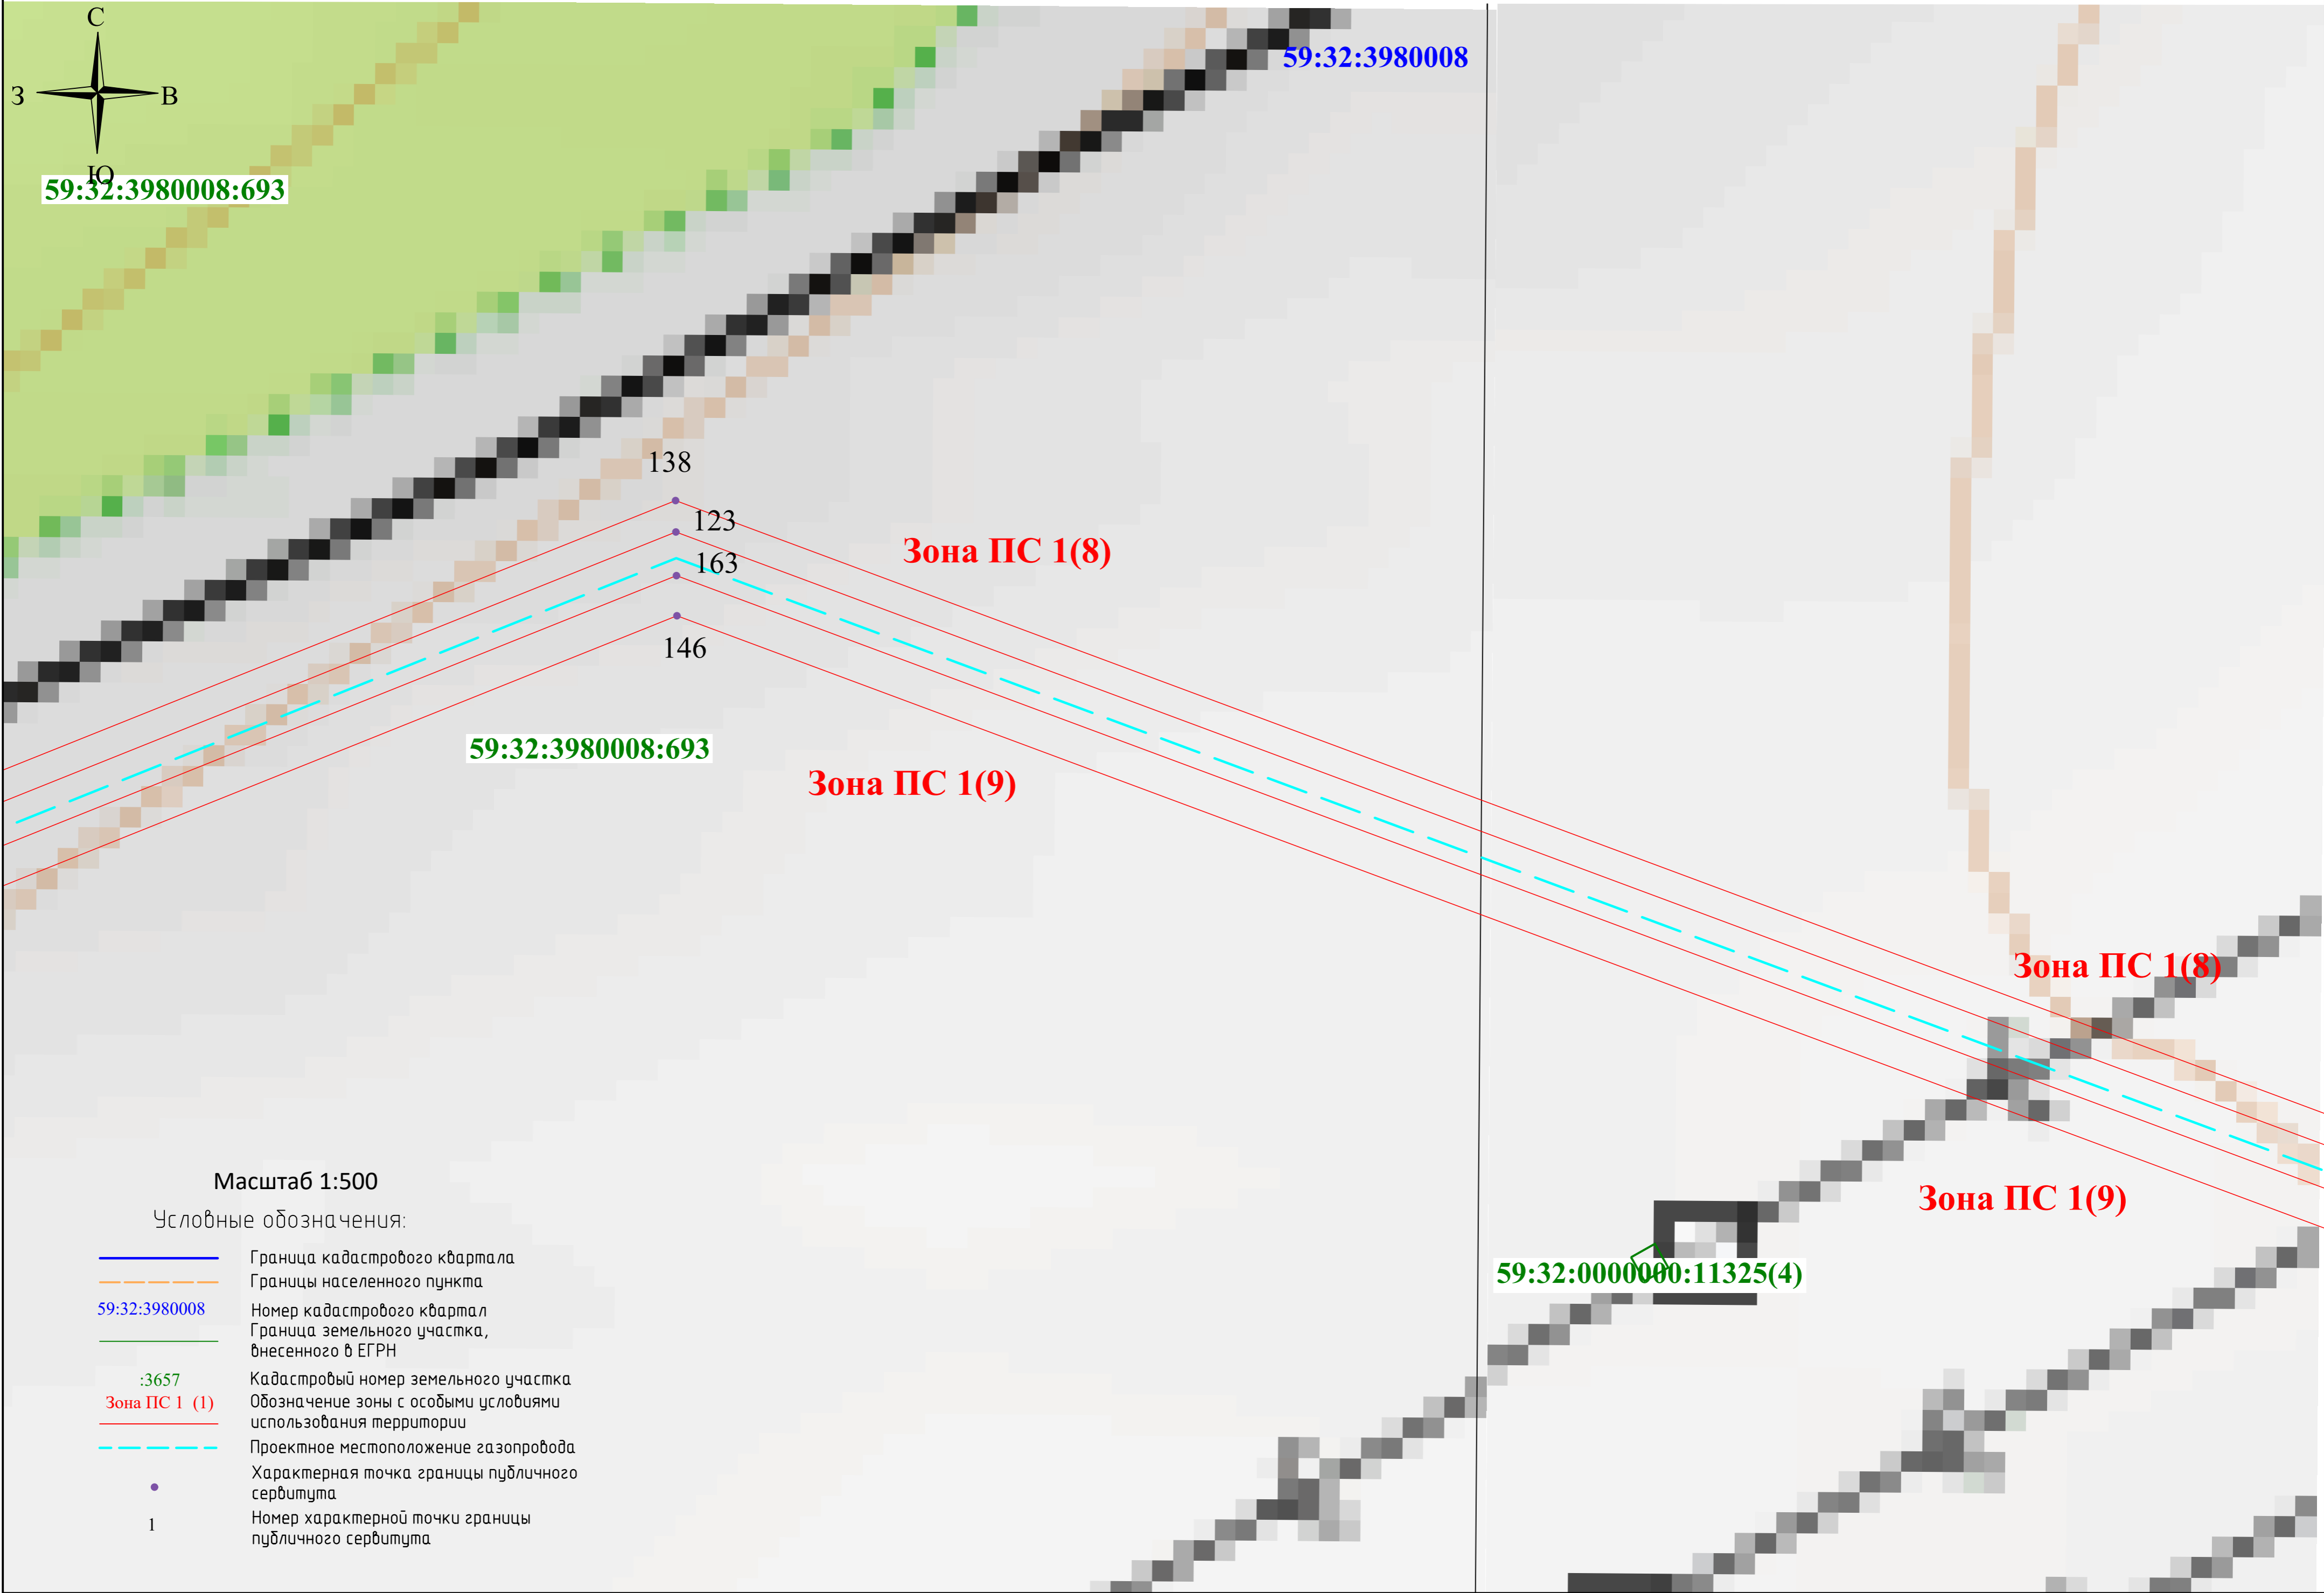 С
59:32:3980008
З
В
Ю
59:32:3980008:693
138
123
Зона ПС 1(8)
163
146
59:32:3980008:693
Зона ПС 1(9)
Зона ПС 1(8)
Масштаб 1:500
Зона ПС 1(9)
Условные обозначения:
Граница кадастрового квартала
59:32:0000000:11325(4)
Границы населенного пункта
59:32:3980008 Номер кадастрового квартал
Граница земельного участка,
внесенного в ЕГРН
:3657 Кадастровый номер земельного участка
Зона ПС 1 (1) Обозначение зоны с особыми условиями
использования территории
Проектное местоположение газопровода
Характерная точка границы публичного
сервитута
1 Номер характерной точки границы
публичного сервитута